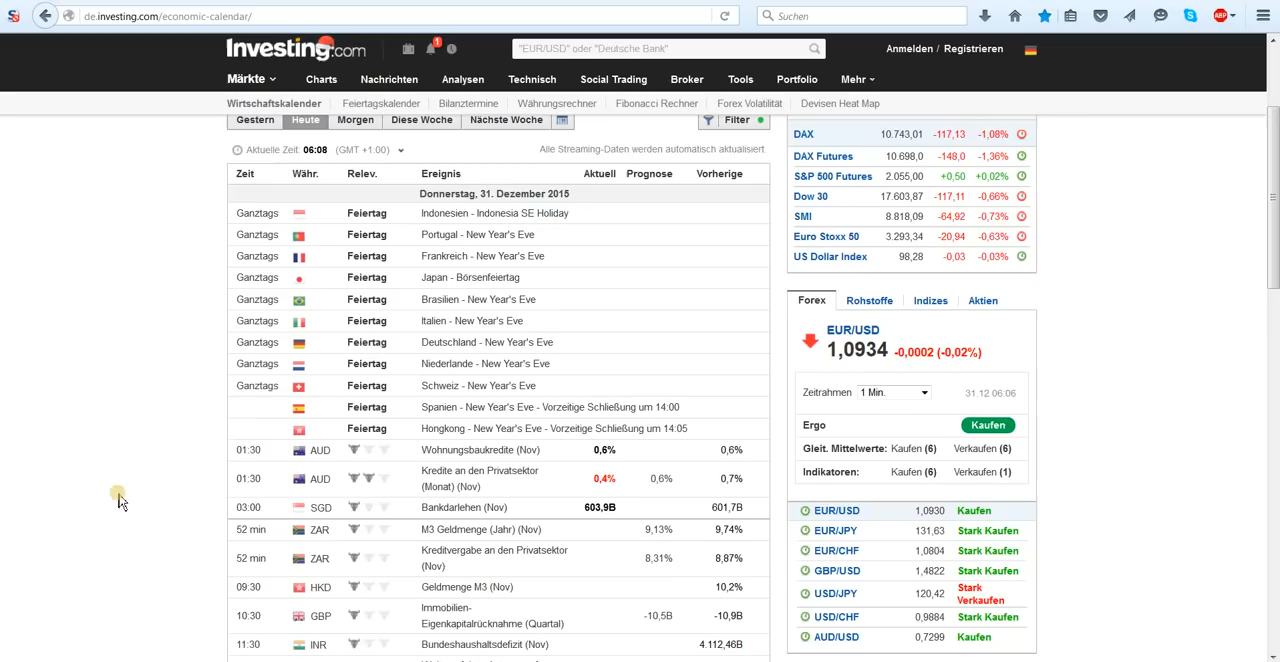 de.investing.com/economic-calendar/
Suchen
ABP
Investing.com
1
"EUR/USD" oder "Deutsche Bank"
Anmelden / Registrieren
Märkte Charts Nachrichten Analysen Technisch Social Trading Broker Tools Portfolio Mehr
Wirtschaftskalender Feiertagskalender Bilanztermine Währungsrechner Fibonacci Rechner Forex Volatilität Devisen Heat Map
Gestern Heute Morgen Diese Woche Nächste Woche Filter
Aktuelle Zeit: 06:08 (GMT +1:00) Alle Streaming-Daten werden automatisch aktualisiert.
Zeit Währ. Relev. Ereignis Aktuell Prognose Vorherige
Donnerstag, 31. Dezember 2015
Ganztags Feiertag Indonesien - Indonesia SE Holiday
Ganztags Feiertag Portugal - New Year's Eve
Ganztags Feiertag Frankreich - New Year's Eve
Ganztags Feiertag Japan - Börsenfeiertag
Ganztags Feiertag Brasilien - New Year's Eve
Ganztags Feiertag Italien - New Year's Eve
Ganztags Feiertag Deutschland - New Year's Eve
Ganztags Feiertag Niederlande - New Year's Eve
Ganztags Feiertag Schweiz - New Year's Eve
Feiertag Spanien - New Year's Eve - Vorzeitige Schließung um 14:00
Feiertag Hongkong - New Year's Eve - Vorzeitige Schließung um 14:05
01:30 AUD Wohnungsbaukredite (Nov) 0,6% 0,6%
01:30 AUD Kredite an den Privatsektor
(Monat) (Nov) 0,4% 0,6% 0,7%
03:00 SGD Bankdarlehen (Nov) 603,9B 601,7B
52 min ZAR M3 Geldmenge (Jahr) (Nov) 9,13% 9,74%
52 min ZAR Kreditvergabe an den Privatsektor
(Nov) 8,31% 8,87%
09:30 HKD Geldmenge M3 (Nov) 10,2%
10:30 GBP Immobilien-
Eigenkapitalrücknahme (Quartal) -10,5B -10,9B
11:30 INR Bundeshaushaltsdefizit (Nov) 4.112,46B
DAX 10.743,01 -117,13 -1,08%
DAX Futures 10.698,0 -148,0 -1,36%
S&P 500 Futures 2.055,00 +0,50 +0,02%
Dow 30 17.603,87 -117,11 -0,66%
SMI 8.818,09 -64,92 -0,73%
Euro Stoxx 50 3.293,34 -20,94 -0,63%
US Dollar Index 98,28 -0,03 -0,03%
Forex Rohstoffe Indizes Aktien
EUR/USD
1,0934 -0,0002 (-0,02%)
Zeitrahmen 1 Min. 31.12 06:06
Ergo Kaufen
Gleit. Mittelwerte: Kaufen (6) Verkaufen (6)
Indikatoren: Kaufen (6) Verkaufen (1)
EUR/USD 1,0930 Kaufen
EUR/JPY 131,63 Stark Kaufen
EUR/CHF 1,0804 Stark Kaufen
GBP/USD 1,4822 Stark Kaufen
USD/JPY 120,42 Stark
Verkaufen
USD/CHF 0,9884 Stark Kaufen
AUD/USD 0,7299 Kaufen